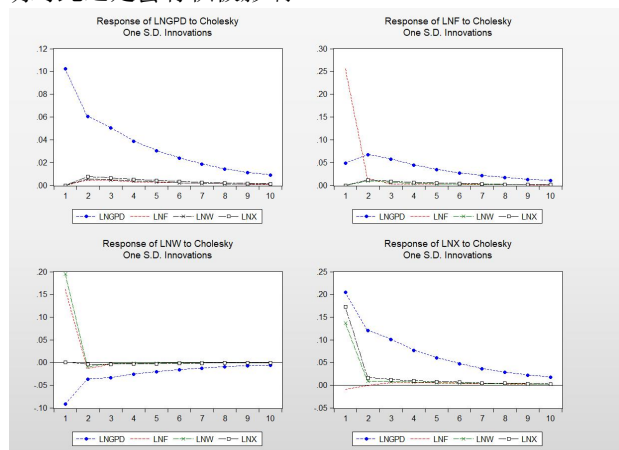 Response of LNGPD to Cholesky
One S.D. Innovations
.12
.10
.08
.06
.04
.02
.00
1 2 3 4 5 6 7 8 9 10
LNGPD LNF LNW LNX
Response of LNF to Cholesky
One S.D. Innovations
.30
.25
.20
.15
.10
.05
.00
1 2 3 4 5 6 7 8 9 10
LNGPD LNF LNW LNX
Response of LNW to Cholesky
One S.D. Innovations
.20
.15
.10
.05
.00
-.05
-.10
1 2 3 4 5 6 7 8 9 10
LNGPD LNF LNW LNX
Response of LNX to Cholesky
One S.D. Innovations
.25
.20
.15
.10
.05
.00
-.05
1 2 3 4 5 6 7 8 9 10
LNGPD LNF LNW LNX